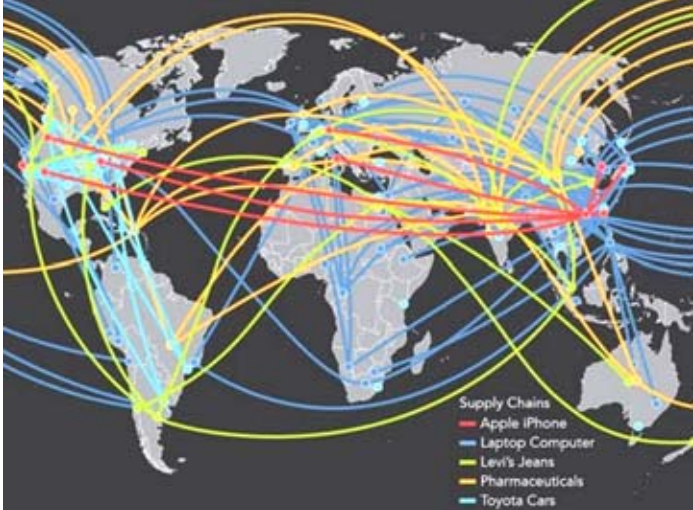 Supply Chains
Apple iPhone
Laptop Computer
Levi's Jeans
Pharmaceuticals
Toyota Cars